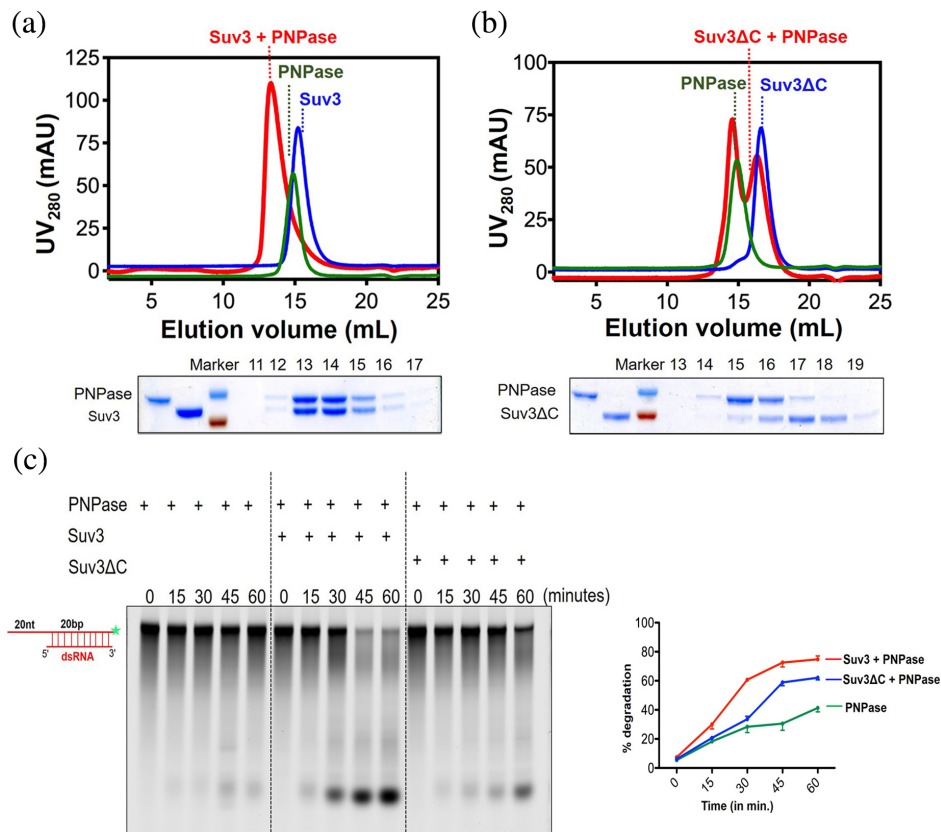 (a)
Suv3 + PNPase
PNPase
Suv3
UV280 (mAU)
125
100
75
50
25
0
5 10 15 20 25
Elution volume (mL)
Marker 11 12 13 14 15 16 17
PNPase
Suv3
(b)
Suv3ΔC + PNPase
PNPase
Suv3ΔC
UV280 (mAU)
100
75
50
25
0
5 10 15 20 25
Elution volume (mL)
Marker 13 14 15 16 17 18 19
PNPase
Suv3ΔC
(c)
PNPase + + + + + + + + + + + + + + +
Suv3 + + + + +
Suv3ΔC + + + + +
0 15 30 45 60 0 15 30 45 60 0 15 30 45 60 (minutes)
20nt 20bp
5' dsRNA 3'
% degradation
100
80
60
40
20
0
0 15 30 45 60
Time (in min.)
Suv3 + PNPase
Suv3ΔC + PNPase
PNPase